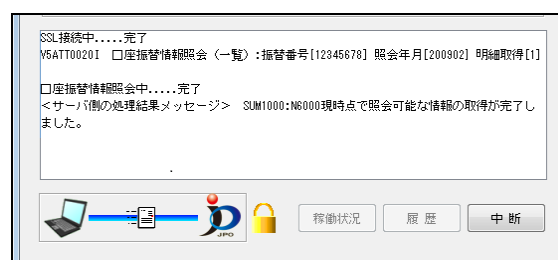 SSL接続中.....完了
V5ATT0020I　口座振替情報照会（一覧）:振替番号[12345678] 照会年月[200902] 明細取得[1]
口座振替情報照会中.....完了
＜サーバ側の処理結果メッセージ＞　SUM1000:N6000現時点で照会可能な情報の取得が完了し
ました。
.
JPO
稼働状況
履 歴
中 断